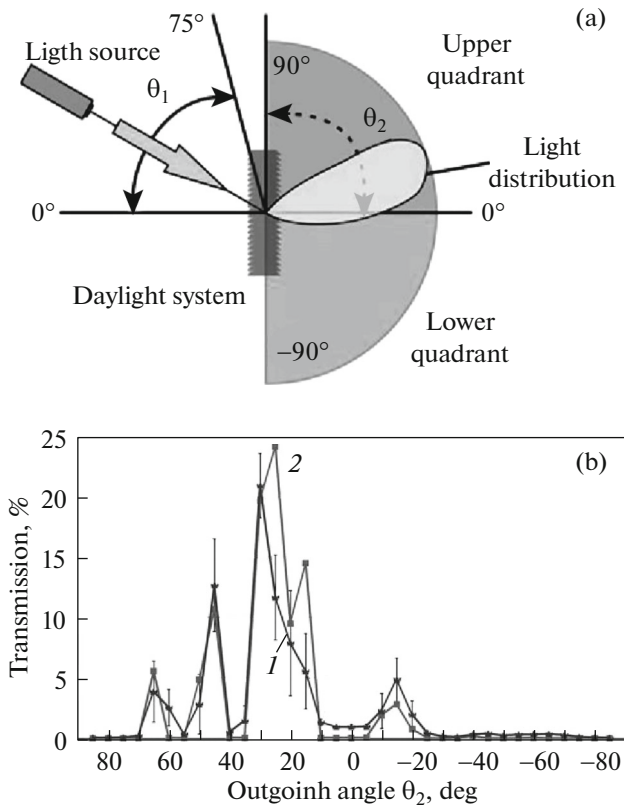 (a)
75°
Ligth source
90°
Upper
quadrant
θ1
θ2
Light
distribution
0°
0°
Daylight system
Lower
quadrant
−90°
(b)
25
20
15
10
5
0
Transmission, %
2
1
80 60 40 20 0 −20 −40 −60 −80
Outgoinh angle θ2, deg